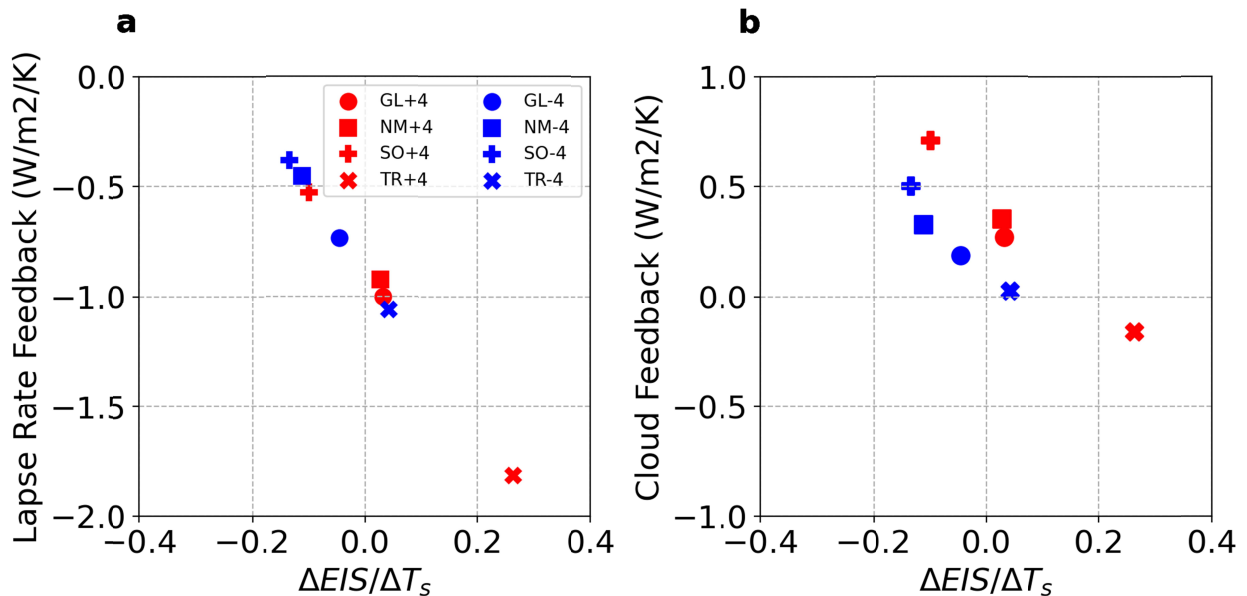 a
Lapse Rate Feedback (W/m2/K)
0.0
−0.5
−1.0
−1.5
−2.0
−0.4 −0.2 0.0 0.2 0.4
ΔEIS/ΔTs
GL+4 GL-4
NM+4 NM-4
SO+4 SO-4
TR+4 TR-4
b
Cloud Feedback (W/m2/K)
1.0
0.5
0.0
−0.5
−1.0
−0.4 −0.2 0.0 0.2 0.4
ΔEIS/ΔTs